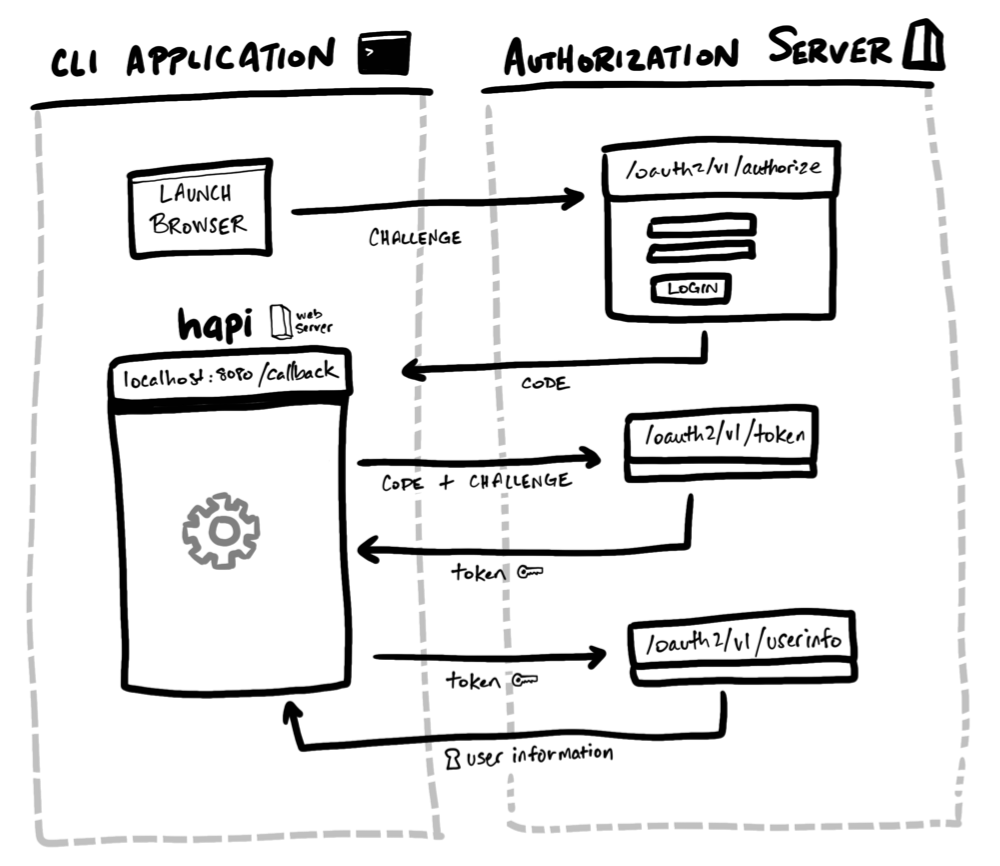 CLI APPLICATION >
AUTHORIZATION SERVER
LAUNCH
BROWSER
CHALLENGE
/oauth2/v1/authorize
LOGIN
hapi
web
server
localhost:8080/callback
CODE
/oauth2/v1/token
CODE + CHALLENGE
token
/oauth2/v1/userinfo
token
user information